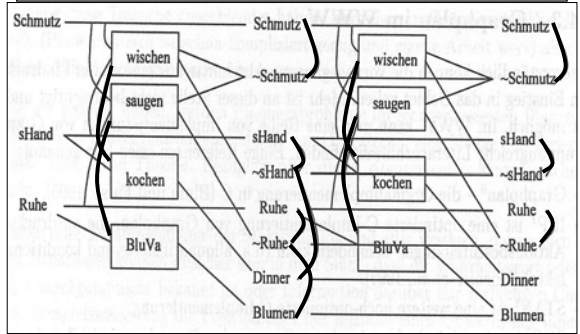 Schmutz
sHand
Ruhe
wischen
saugen
kochen
BluVa
Schmutz
~Schmutz
sHand
~sHand
Ruhe
~Ruhe
Dinner
Blumen
wischen
saugen
kochen
BluVa
Schmutz
~Schmutz
sHand
~sHand
Ruhe
~Ruhe
Dinner
Blumen